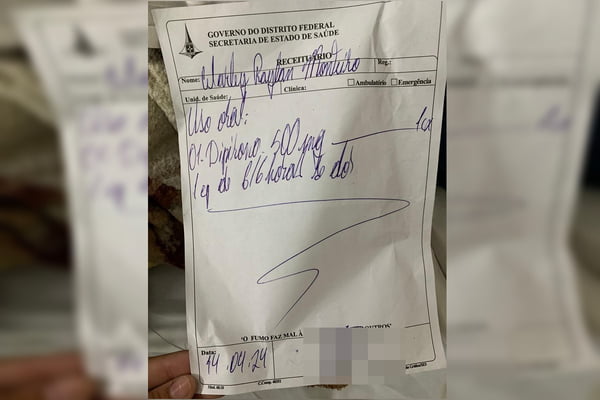 GOVERNO DO DISTRITO FEDERAL
SECRETARIA DE ESTADO DE SAÚDE
RECEITUÁRIO
Nome: Warley Raylan Monteiro Reg.:
Unid. de Saúde: Clínica: Ambulatório Emergência
Uso oral:
01. Dipirona 500 mg 1cx
1 cp de 6/6 horas se dor
"O FUMO FAZ MAL À
Data: 14.04.24